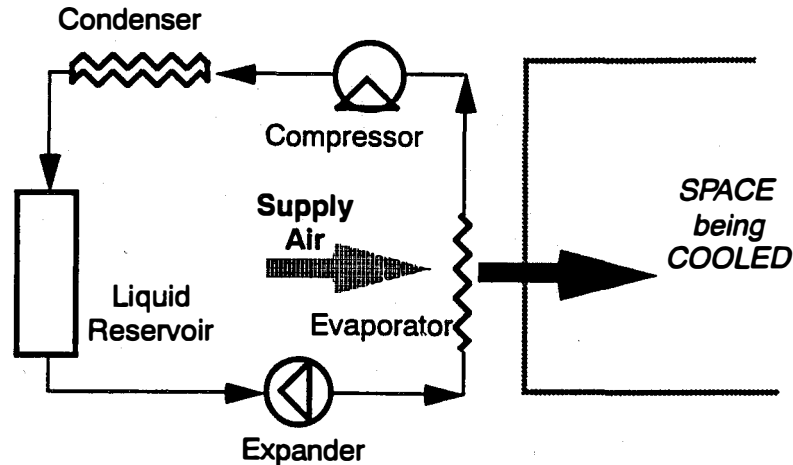 Condenser
Compressor
Supply
Air
SPACE
being
COOLED
Liquid
Reservoir
Evaporator
Expander